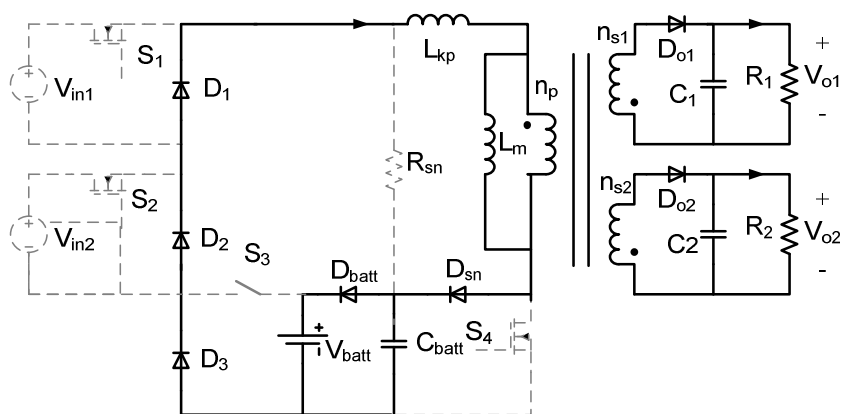 S1
Vin1
D1
Lkp
Rsn
np
Lm
ns1
Do1
C1
R1
+
Vo1
-
S2
Vin2
D2
S3
Dbatt
Dsn
ns2
Do2
C2
R2
+
Vo2
-
D3
+
Vbatt
Cbatt
S4